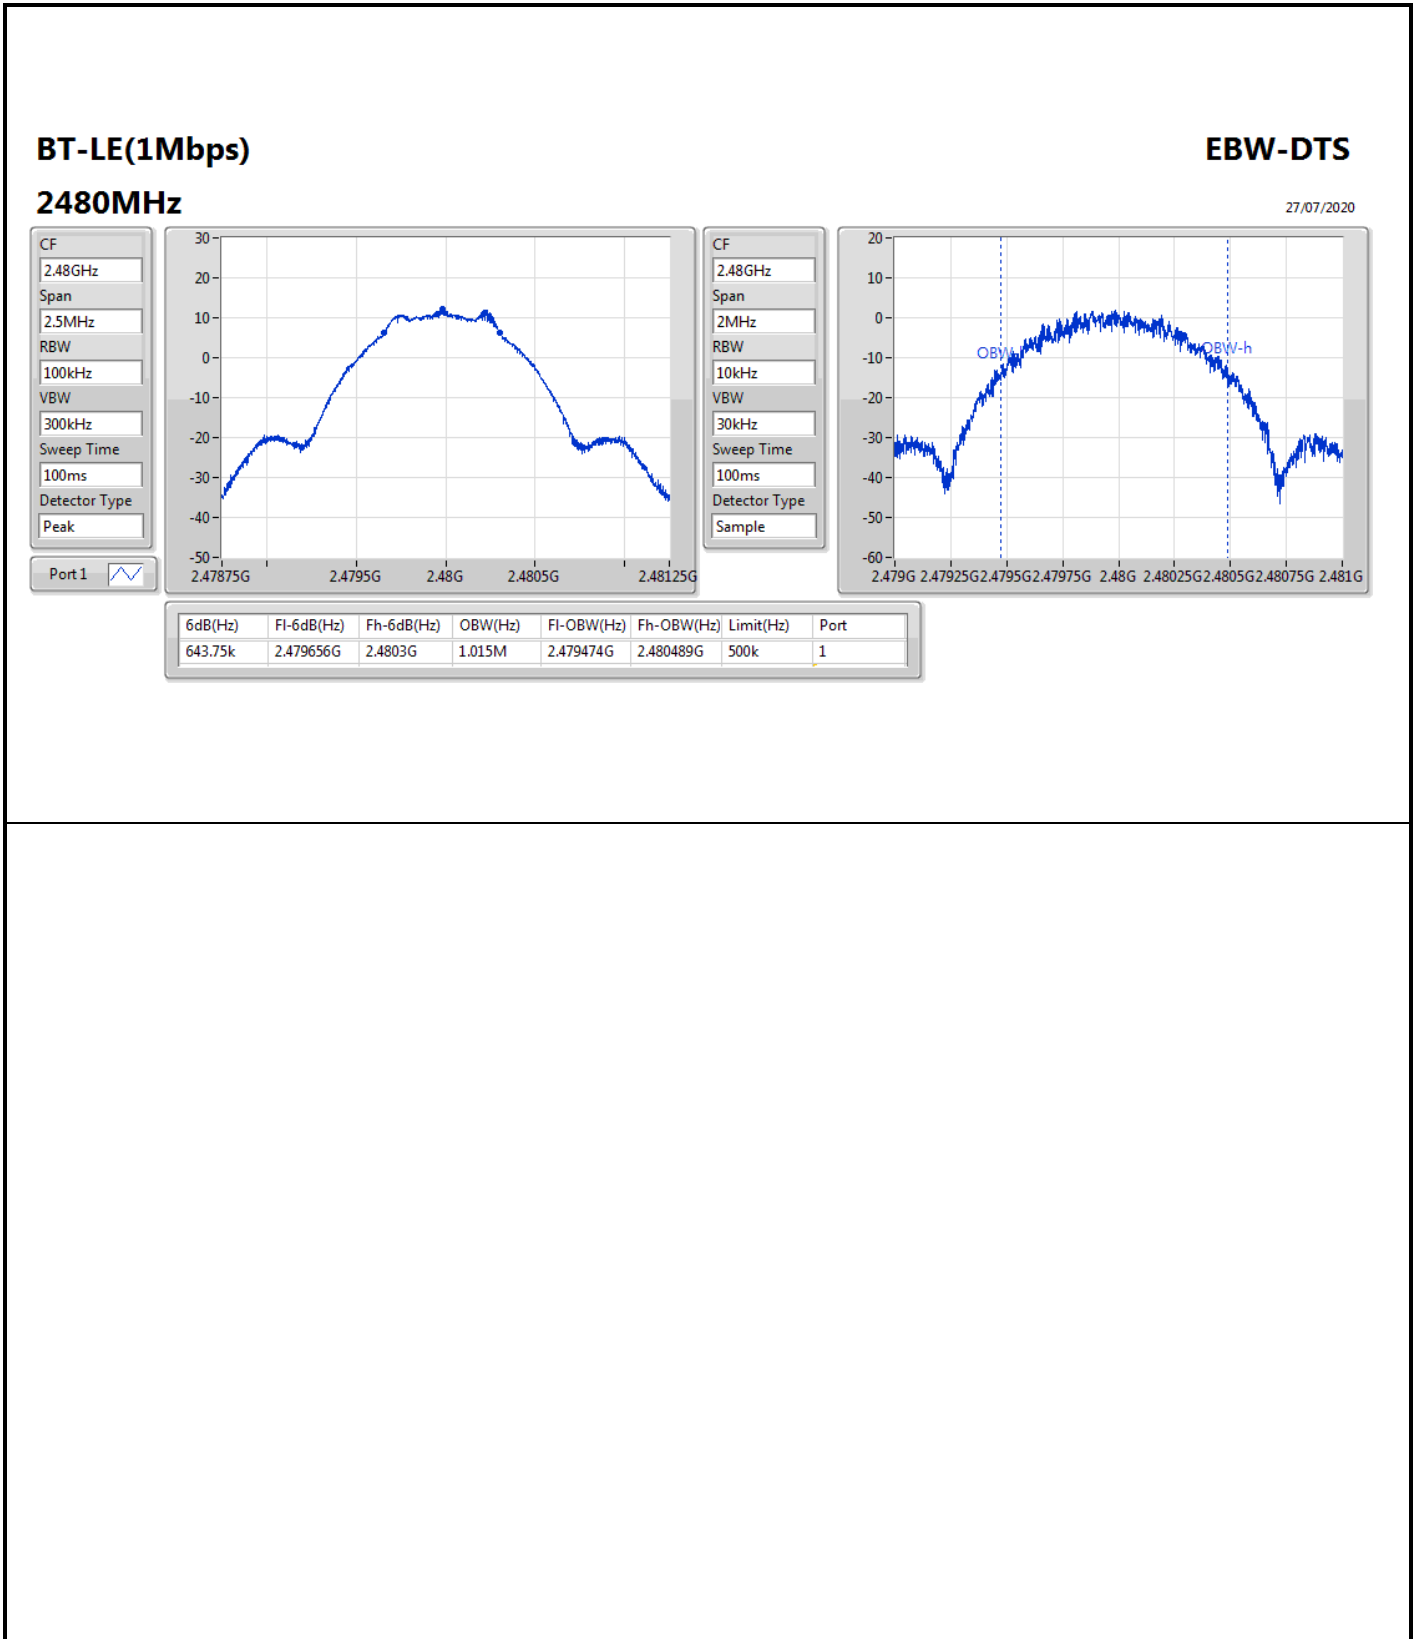 BT-LE(1Mbps)
EBW-DTS
2480MHz
27/07/2020
CF
2.48GHz
Span
2.5MHz
RBW
100kHz
VBW
300kHz
Sweep Time
100ms
Detector Type
Peak
Port 1
30
20
10
0
-10
-20
-30
-40
-50
2.47875G 2.4795G 2.48G 2.4805G 2.48125G
CF
2.48GHz
Span
2MHz
RBW
10kHz
VBW
30kHz
Sweep Time
100ms
Detector Type
Sample
20
10
0
-10
-20
-30
-40
-50
-60
OBW-h
2.479G 2.47925G 2.4795G 2.47975G 2.48G 2.48025G 2.4805G 2.48075G 2.481G
6dB(Hz) Fl-6dB(Hz) Fh-6dB(Hz) OBW(Hz) Fl-OBW(Hz) Fh-OBW(Hz) Limit(Hz) Port
643.75k 2.479656G 2.4803G 1.015M 2.479474G 2.480489G 500k 1